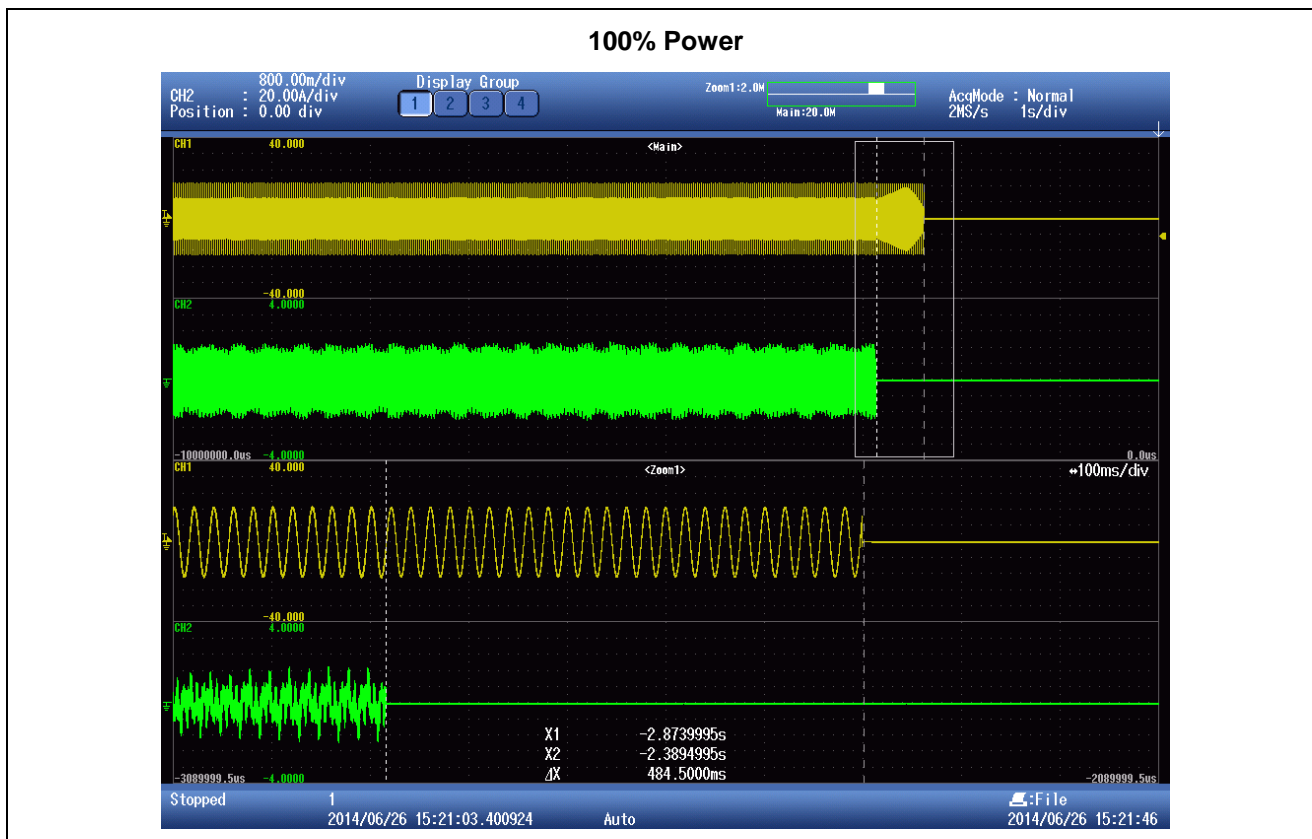 100% Power
800.00m/div
CH2 : 20.00A/div
Position : 0.00 div
Display Group
1 2 3 4
Zoom1:2.0M
Main:20.0M
AcqMode : Normal
2MS/s 1s/div
CH1 40.000
<Main>
-40.000
CH2 4.0000
-10000000.0us -4.0000
0.0us
CH1 40.000
<Zoom1>
↔100ms/div
-40.000
CH2 4.0000
X1 -2.8739995s
X2 -2.3894995s
ΔX 484.5000ms
-3089999.5us -4.0000
-2089999.5us
Stopped 1
:File
2014/06/26 15:21:03.400924 Auto
2014/06/26 15:21:46